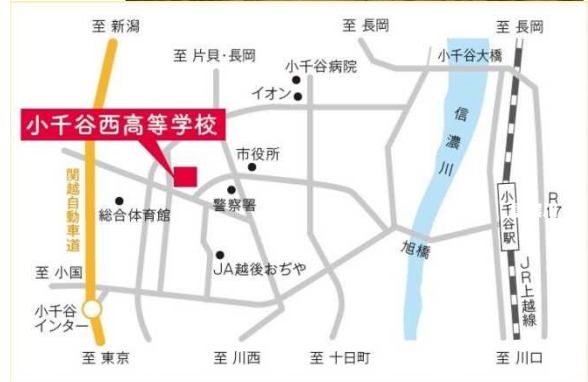 至 新潟
至 片貝・長岡
至 長岡
至 長岡
小千谷病院
小千谷大橋
イオン
小千谷西高等学校
信濃川
市役所
関越自動車道
総合体育館
警察署
小千谷駅
旭橋
JA越後おぢや
JR上越線
至 小国
小千谷
インター
至 東京
至 川西
至 十日町
至 川口